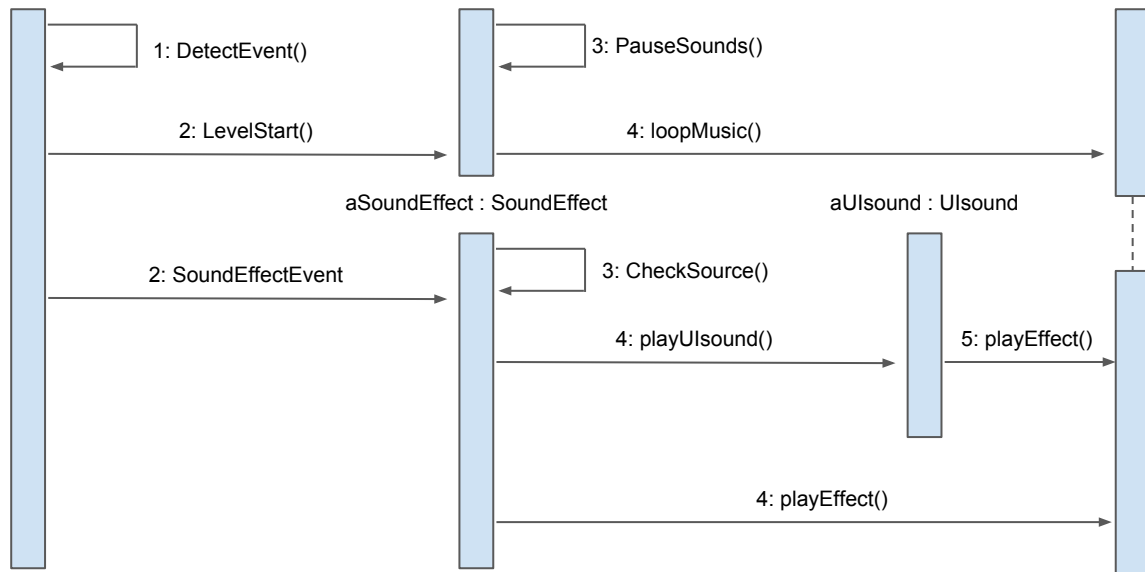 1: DetectEvent()
3: PauseSounds()
2: LevelStart()
4: loopMusic()
aSoundEffect : SoundEffect
aUIsound : UIsound
2: SoundEffectEvent
3: CheckSource()
4: playUIsound()
5: playEffect()
4: playEffect()